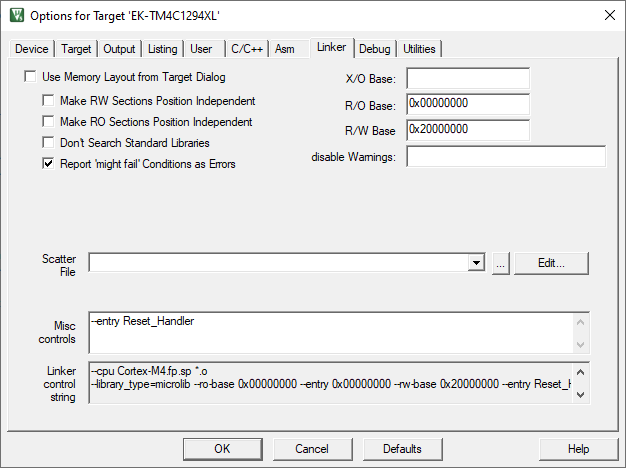 Options for Target 'EK-TM4C1294XL'
Device Target Output Listing User C/C++ Asm Linker Debug Utilities
Use Memory Layout from Target Dialog
Make RW Sections Position Independent
Make RO Sections Position Independent
Don't Search Standard Libraries
Report 'might fail' Conditions as Errors
X/O Base:
R/O Base: 0x00000000
R/W Base 0x20000000
disable Warnings:
Scatter
File
... Edit...
Misc
controls
--entry Reset_Handler
Linker
control
string
--cpu Cortex-M4.fp.sp *.o
--library_type=microlib --ro-base 0x00000000 --entry 0x00000000 --rw-base 0x20000000 --entry Reset_H
OK Cancel Defaults Help